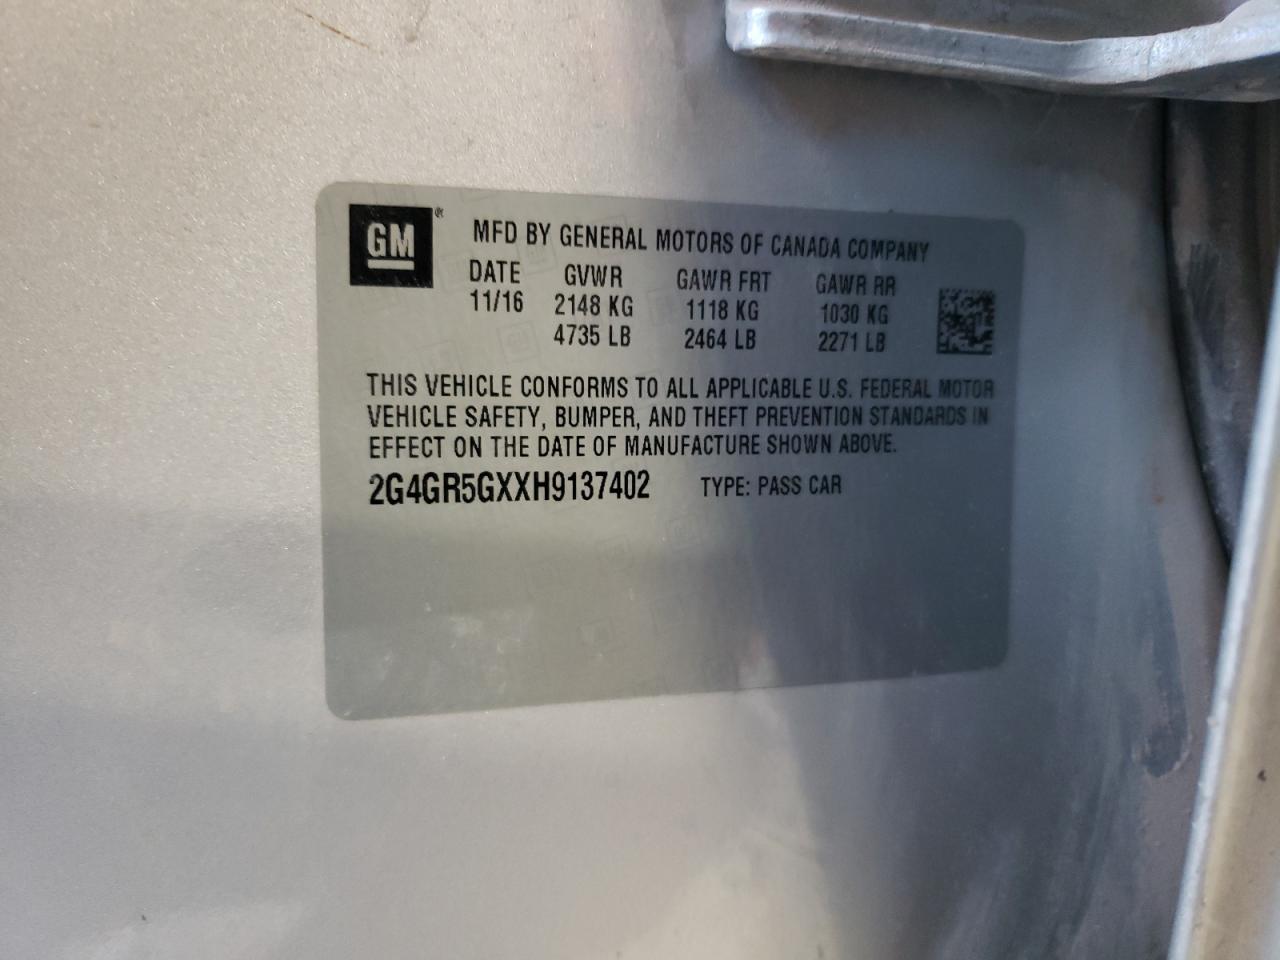 GM ®
MFD BY GENERAL MOTORS OF CANADA COMPANY
DATE GVWR GAWR FRT GAWR RR
11/16 2148 KG 1118 KG 1030 KG
4735 LB 2464 LB 2271 LB
THIS VEHICLE CONFORMS TO ALL APPLICABLE U.S. FEDERAL MOTOR
VEHICLE SAFETY, BUMPER, AND THEFT PREVENTION STANDARDS IN
EFFECT ON THE DATE OF MANUFACTURE SHOWN ABOVE.
2G4GR5GXXH9137402 TYPE: PASS CAR